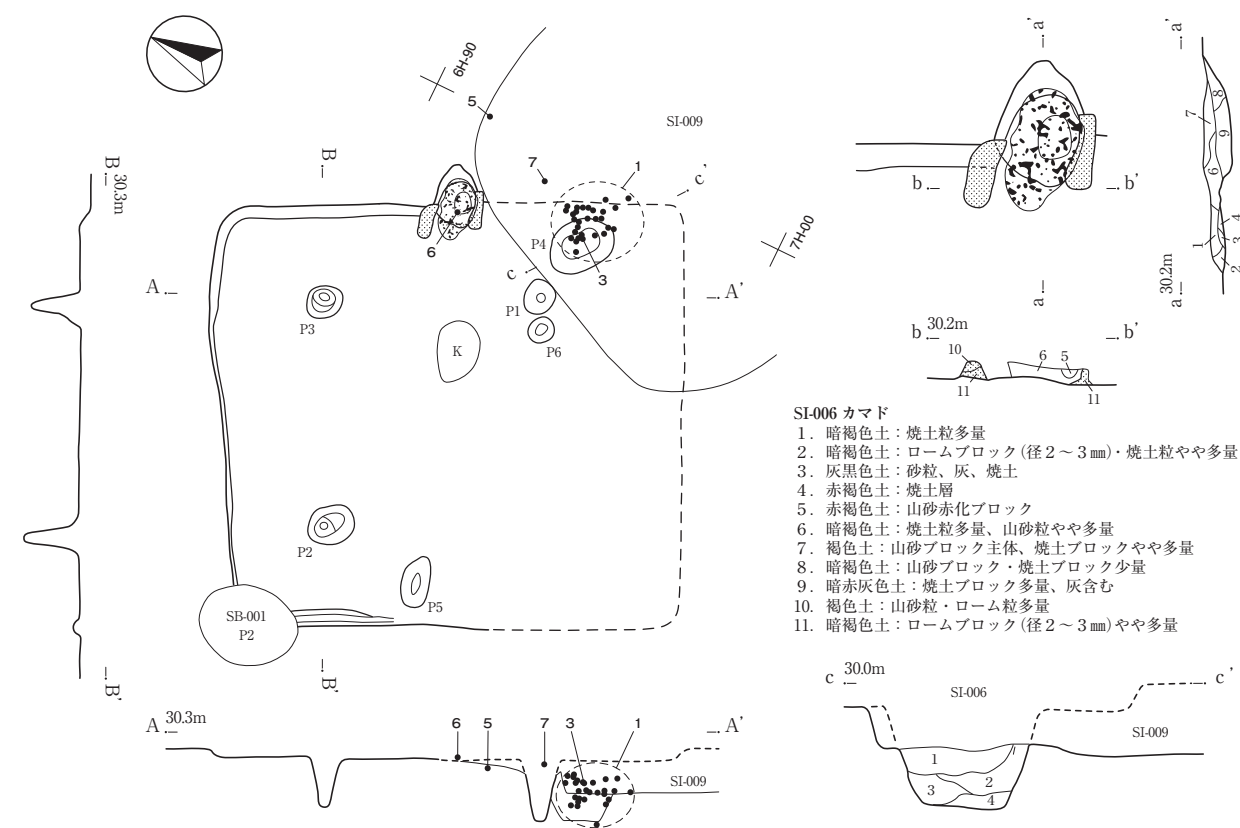 6H-90
5
SI-009
7
1
c'
B
30.3m
B
P4
6
3
7H-00
c
A
A'
P3
P1
K
P6
P2
P5
SB-001
P2
B'
B'
A 30.3m
6
5
7
3
1
A'
SI-009
a'
b
b'
a
a'
8
7
9
6
4
3
1
2
30.2m
a
b 30.2m
b'
10
6
5
11
11
SI-006 カマド
1. 暗褐色土：焼土粒多量
2. 暗褐色土：ロームブロック(径２～３㎜)・焼土粒やや多量
3. 灰黒色土：砂粒、灰、焼土
4. 赤褐色土：焼土層
5. 赤褐色土：山砂赤化ブロック
6. 暗褐色土：焼土粒多量、山砂粒やや多量
7. 褐色土：山砂ブロック主体、焼土ブロックやや多量
8. 暗褐色土：山砂ブロック・焼土ブロック少量
9. 暗赤灰色土：焼土ブロック多量、灰含む
10. 褐色土：山砂粒・ローム粒多量
11. 暗褐色土：ロームブロック(径２～３㎜)やや多量
c 30.0m
c'
SI-006
SI-009
1
2
3
4